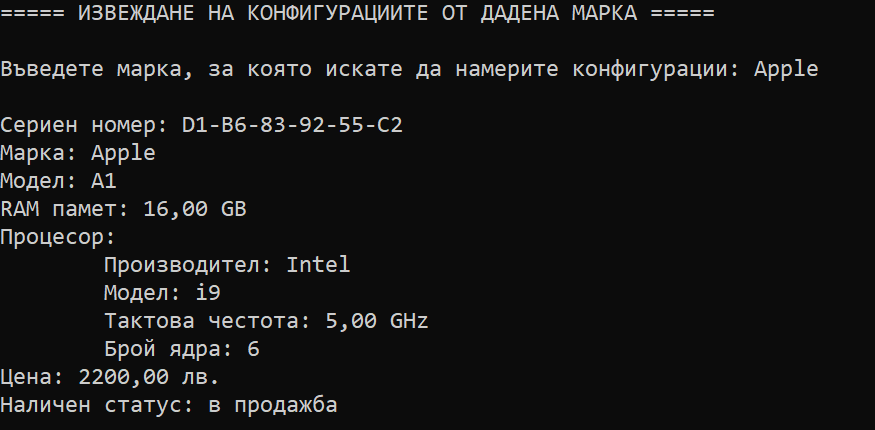 ===== ИЗВЕЖДАНЕ НА КОНФИГУРАЦИИТЕ ОТ ДАДЕНА МАРКА =====
Въведете марка, за която искате да намерите конфигурации: Apple
Сериен номер: D1-B6-83-92-55-C2
Марка: Apple
Модел: A1
RAM памет: 16,00 GB
Процесор:
Производител: Intel
Модел: i9
Тактова честота: 5,00 GHz
Брой ядра: 6
Цена: 2200,00 лв.
Наличен статус: в продажба